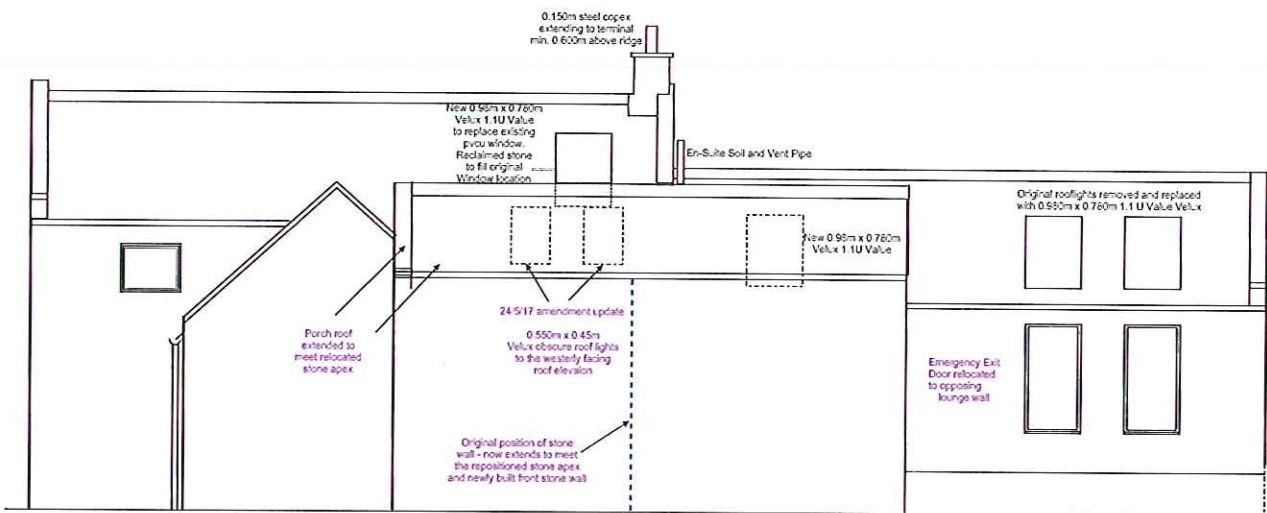 0.150m steel copex
extending to terminal
min. 0.600m above ridge
New 0.98m x 0.780m
Velux 1.1U Value
to replace existing
pvcu window.
Reclaimed stone
to fill original
Window location
En-Suite Soil and Vent Pipe
Original rooflights removed and replaced
with 0.980m x 0.780m 1.1 U Value Velux
New 0.98m x 0.780m
Velux 1.1U Value
24/5/17 amendment update
0.550m x 0.45m
Velux obscure roof lights
to the westerly facing
roof elevation
Porch roof
extended to
meet relocated
stone apex
Emergency Exit
Door relocated
to opposing
lounge wall
Original position of stone
wall - now extends to meet
the repositioned stone apex
and newly built front stone wall